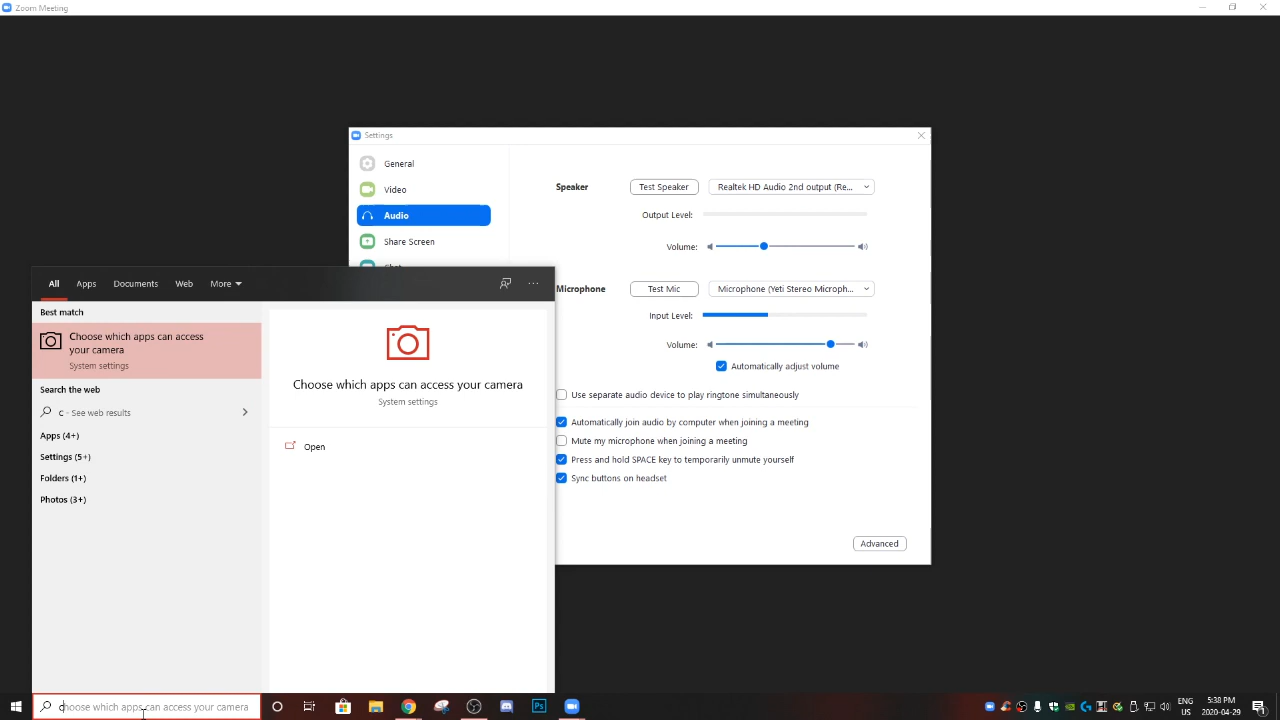 Zoom Meeting
Settings
General
Video
Audio
Share Screen
Speaker
Test Speaker
Realtek HD Audio 2nd output (Re...
Output Level:
Volume:
Microphone
Test Mic
Microphone (Yeti Stereo Microph...
Input Level:
Volume:
Automatically adjust volume
Use separate audio device to play ringtone simultaneously
Automatically join audio by computer when joining a meeting
Mute my microphone when joining a meeting
Press and hold SPACE key to temporarily unmute yourself
Sync buttons on headset
Advanced
All
Apps
Documents
Web
More
Best match
Choose which apps can access
your camera
System settings
Search the web
c - See web results
Apps (4+)
Settings (5+)
Folders (1+)
Photos (3+)
Choose which apps can access your camera
System settings
Open
choose which apps can access your camera
Ps
ENG
US
5:38 PM
2020-04-29